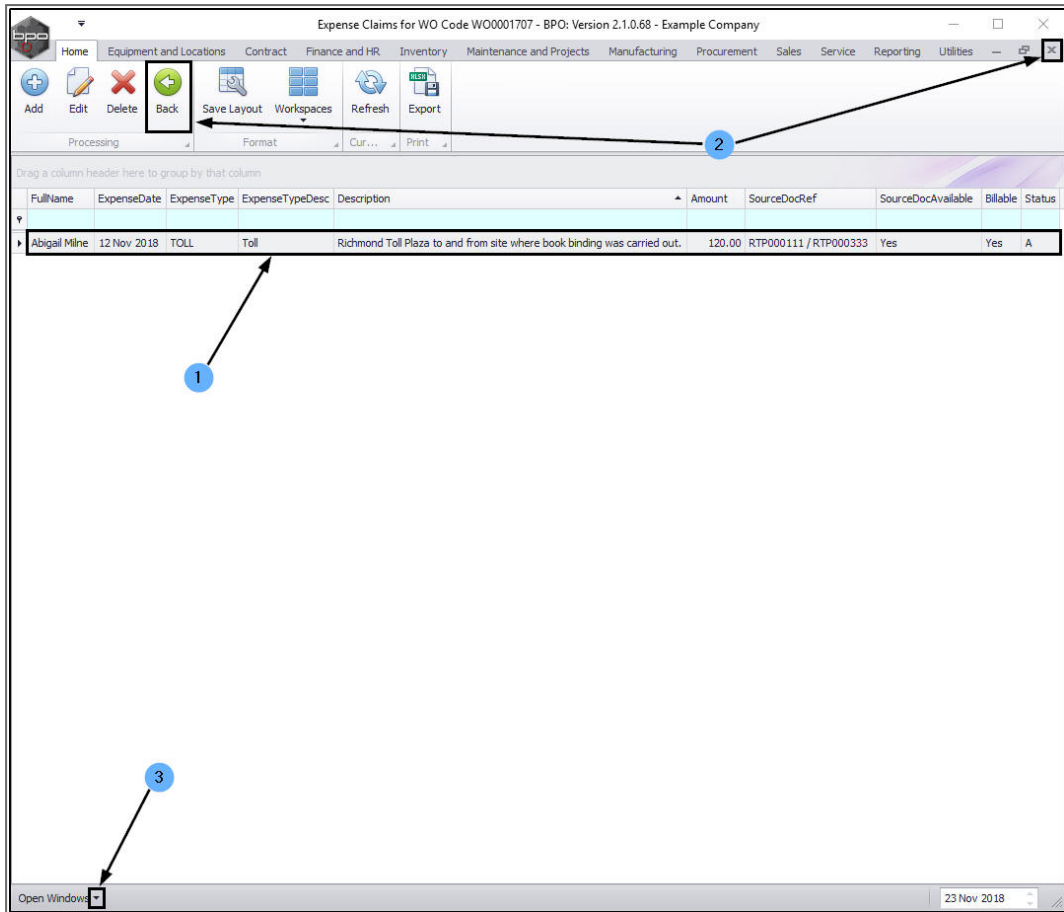 Expense Claims for WO Code WO0001707 - BPO: Version 2.1.0.68 - Example Company
bpo
Home Equipment and Locations Contract Finance and HR Inventory Maintenance and Projects Manufacturing Procurement Sales Service Reporting Utilities
XLSX
Add Edit Delete Back Save Layout Workspaces Refresh Export
Processing Format Cur... Print
2
Drag a column header here to group by that column
FullName ExpenseDate ExpenseType ExpenseTypeDesc Description Amount SourceDocRef SourceDocAvailable Billable Status
Abigail Milne 12 Nov 2018 TOLL Toll Richmond Toll Plaza to and from site where book binding was carried out. 120.00 RTP000111 / RTP000333 Yes Yes A
1
3
Open Windows 23 Nov 2018